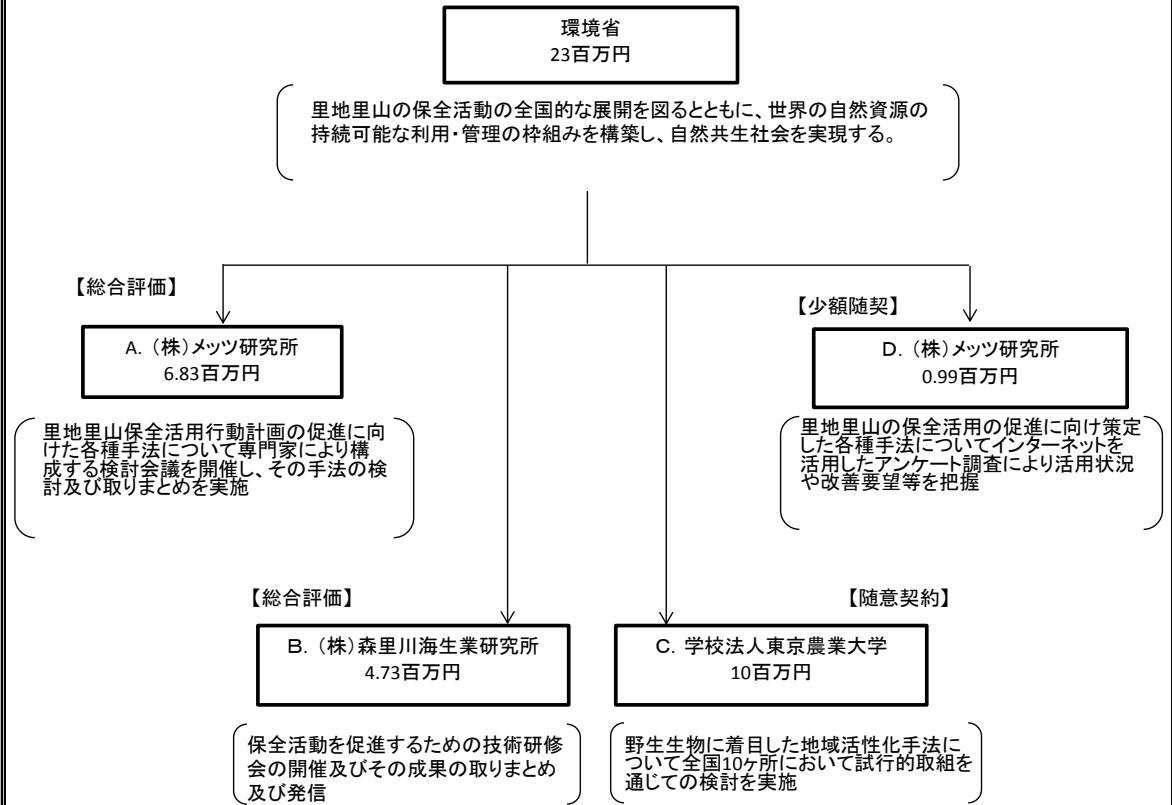 環境省
23百万円
里地里山の保全活動の全国的な展開を図るとともに、世界の自然資源の
持続可能な利用・管理の枠組みを構築し、自然共生社会を実現する。
【総合評価】
A.（株）メッツ研究所
6.83百万円
里地里山保全活用行動計画の促進に向
けた各種手法について専門家により構
成する検討会議を開催し、その手法の検
討及び取りまとめを実施
【少額随契】
D.（株）メッツ研究所
0.99百万円
里地里山の保全活用の促進に向け策定
した各種手法についてインターネットを
活用したアンケート調査により活用状況
や改善要望等を把握
【総合評価】
B.（株）森里川海生業研究所
4.73百万円
保全活動を促進するための技術研修
会の開催及びその成果の取りまとめ
及び発信
【随意契約】
C. 学校法人東京農業大学
10百万円
野生生物に着目した地域活性化手法に
ついて全国10ヶ所において試行的取組を
通じての検討を実施